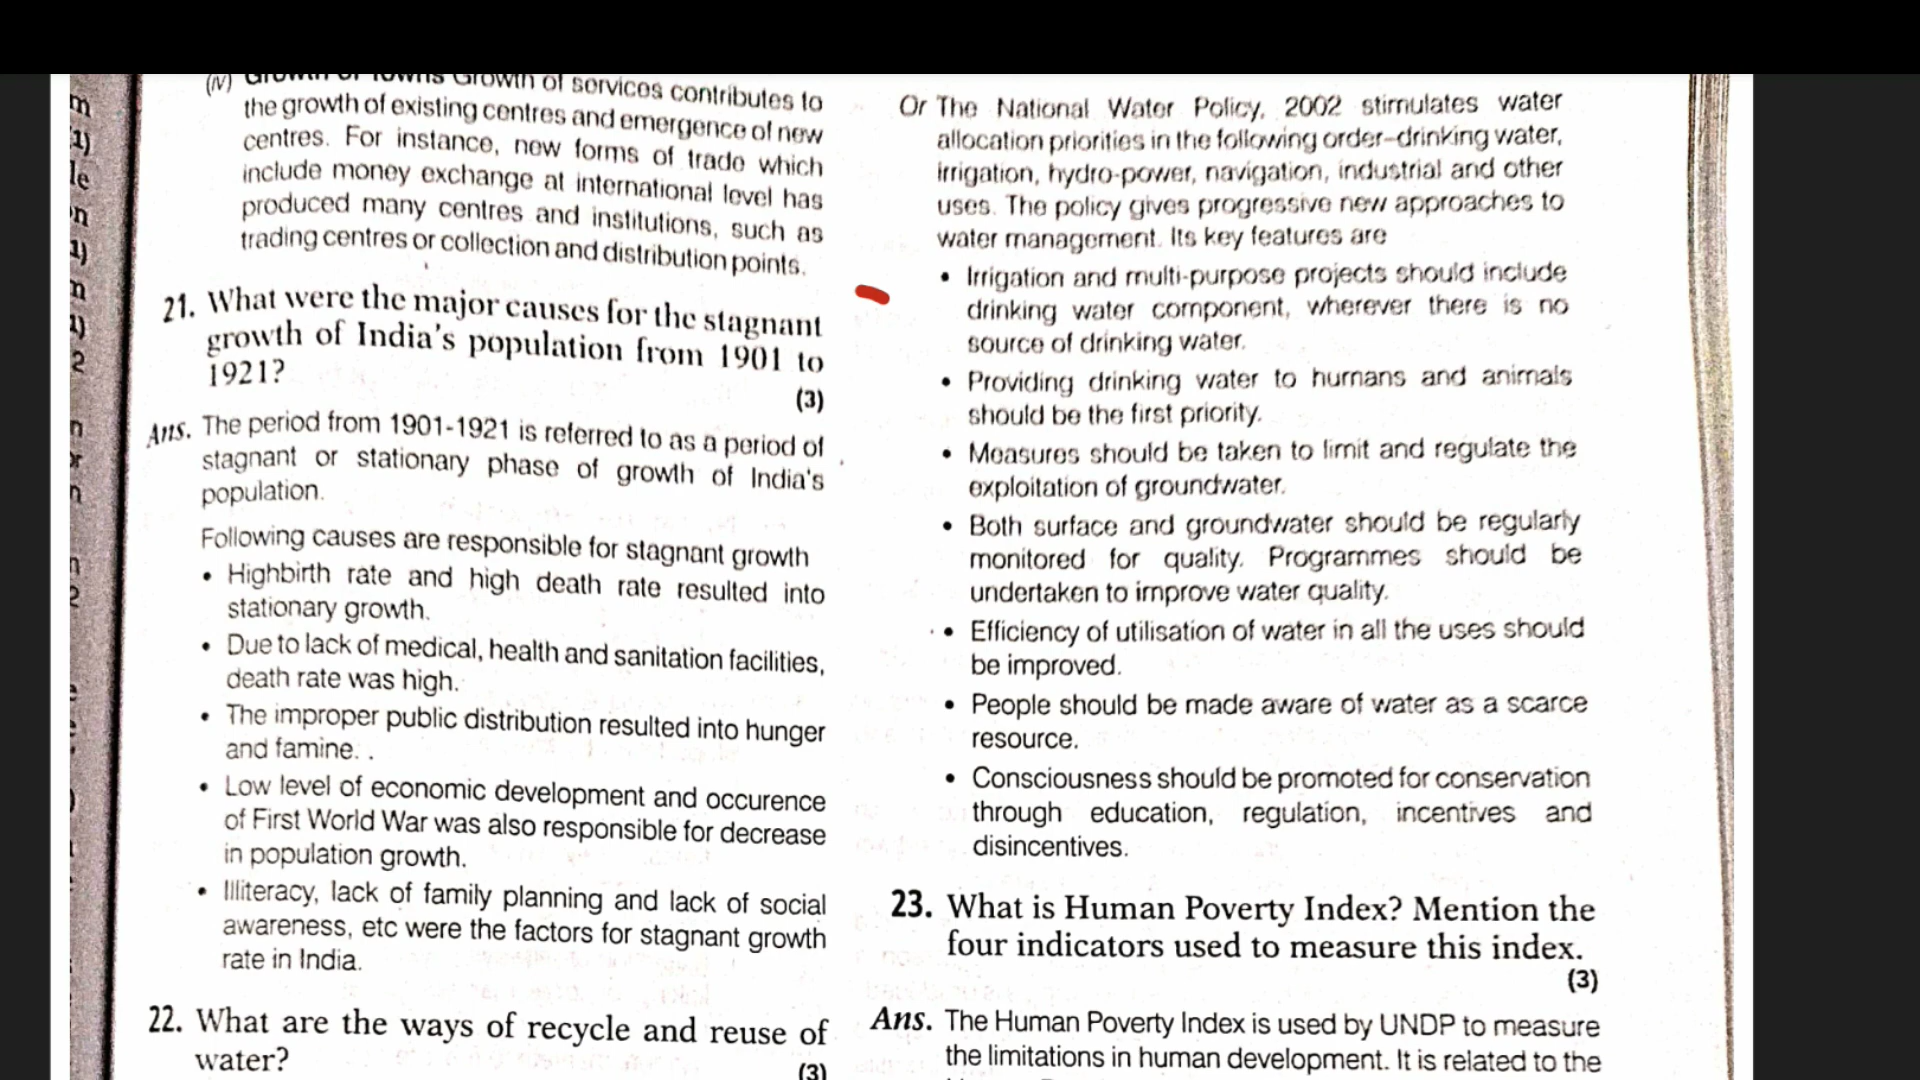 (iv) Growth of Towns Growth of services contributes to
the growth of existing centres and emergence of new
centres. For instance, new forms of trade which
include money exchange at international level has
produced many centres and institutions, such as
trading centres or collection and distribution points.
21. What were the major causes for the stagnant
growth of India's population from 1901 to
1921?
(3)
Ans. The period from 1901-1921 is referred to as a period of
stagnant or stationary phase of growth of India's
population.
Following causes are responsible for stagnant growth
• Highbirth rate and high death rate resulted into
stationary growth.
• Due to lack of medical, health and sanitation facilities,
death rate was high.
• The improper public distribution resulted into hunger
and famine. .
• Low level of economic development and occurence
of First World War was also responsible for decrease
in population growth.
• Illiteracy, lack of family planning and lack of social
awareness, etc were the factors for stagnant growth
rate in India.
22. What are the ways of recycle and reuse of
water?
(3)
Or The National Water Policy, 2002 stimulates water
allocation priorities in the following order–drinking water,
irrigation, hydro-power, navigation, industrial and other
uses. The policy gives progressive new approaches to
water management. Its key features are
• Irrigation and multi-purpose projects should include
drinking water component, wherever there is no
source of drinking water.
• Providing drinking water to humans and animals
should be the first priority.
• Measures should be taken to limit and regulate the
exploitation of groundwater.
• Both surface and groundwater should be regularly
monitored for quality. Programmes should be
undertaken to improve water quality.
• Efficiency of utilisation of water in all the uses should
be improved.
• People should be made aware of water as a scarce
resource.
• Consciousness should be promoted for conservation
through education, regulation, incentives and
disincentives.
23. What is Human Poverty Index? Mention the
four indicators used to measure this index.
(3)
Ans. The Human Poverty Index is used by UNDP to measure
the limitations in human development. It is related to the